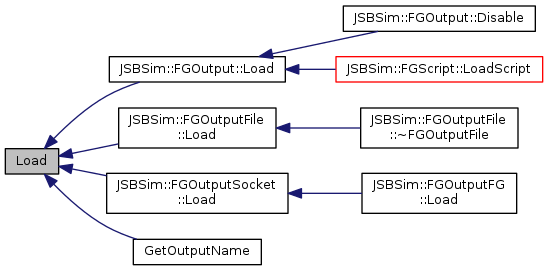 JSBSim::FGOutput::Disable
JSBSim::FGOutput::Load
JSBSim::FGScript::LoadScript
JSBSim::FGOutputFile
::Load
JSBSim::FGOutputFile
::~FGOutputFile
Load
JSBSim::FGOutputSocket
::Load
JSBSim::FGOutputFG
::Load
GetOutputName